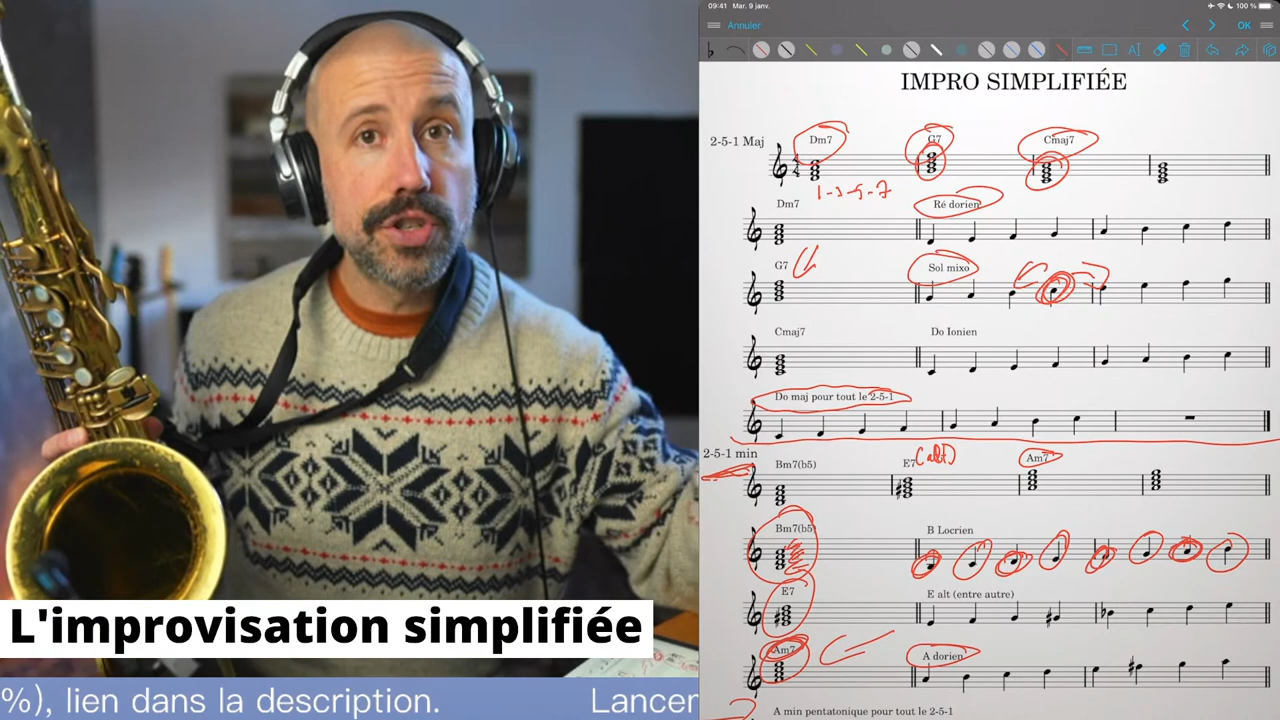 09:41 Mar. 9 janv.
100 %
Annuler
OK
IMPRO SIMPLIFIÉE
2-5-1 Maj
Dm7
G7
Cmaj7
1-3-5-7
Dm7
Ré dorien
G7
Sol mixo
Cmaj7
Do Ionien
Do maj pour tout le 2-5-1
2-5-1 min
Bm7(b5)
E7
(alt)
Am7
Bm7(b5)
B Locrien
E7
E alt (entre autre)
Am7
A dorien
A min pentatonique pour tout le 2-5-1
L'improvisation simplifiée
%), lien dans la description.
Lancer